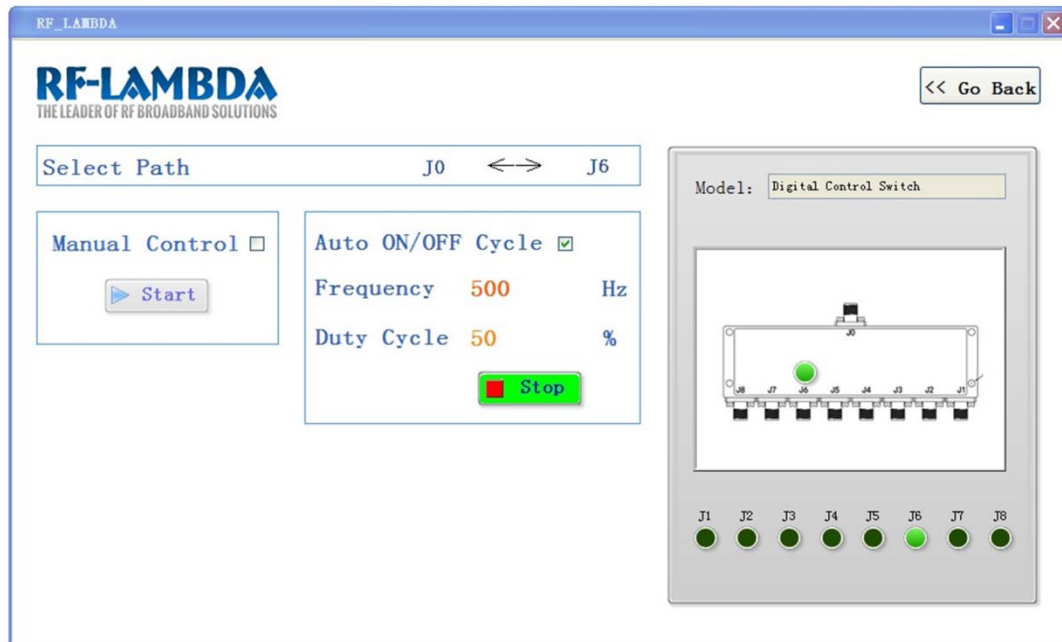 RF_LAMBDA
RF-LAMBDA
THE LEADER OF RF BROADBAND SOLUTIONS
<< Go Back
Select Path J0 <--> J6
Model: Digital Control Switch
Manual Control
Start
Auto ON/OFF Cycle
Frequency 500 Hz
Duty Cycle 50 %
Stop
J0
J8 J7 J6 J5 J4 J3 J2 J1
J1 J2 J3 J4 J5 J6 J7 J8